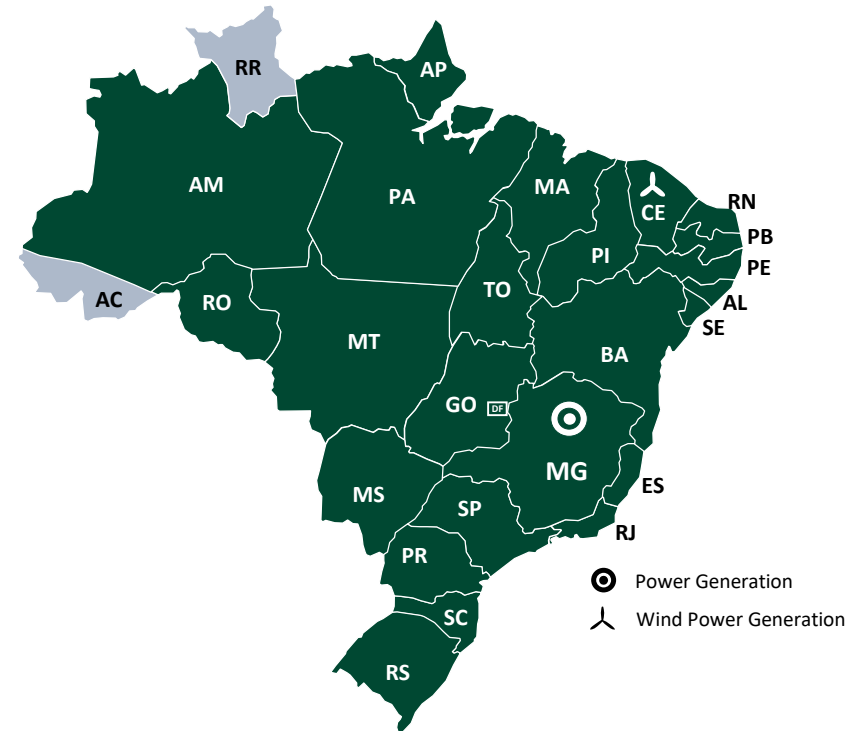 RR
AP
AM
PA
MA
CE
RN
PB
PI
PE
TO
AC
RO
AL
SE
MT
BA
GO
DF
MG
MS
ES
SP
RJ
PR
Power Generation
SC
Wind Power Generation
RS